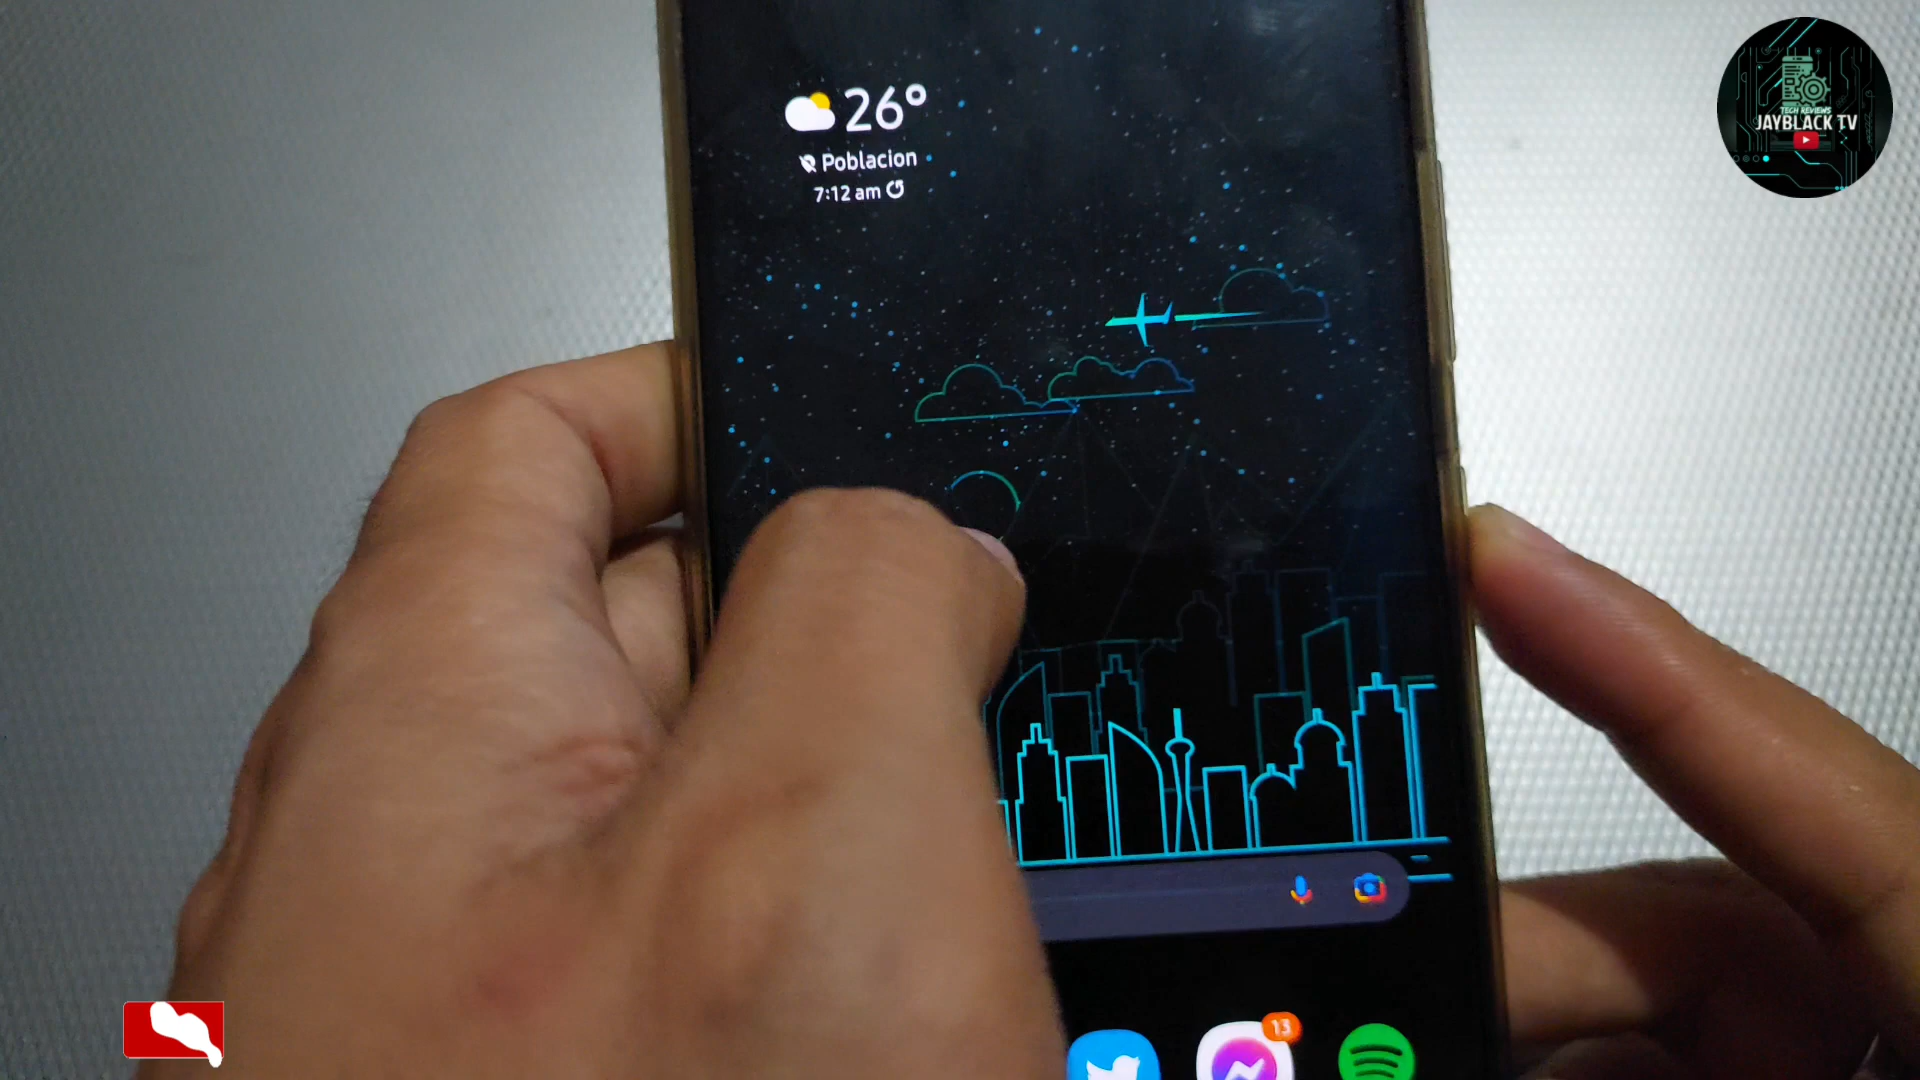 26°
Poblacion
7:12 am
TECH REVIEWS
JAYBLACK TV
13